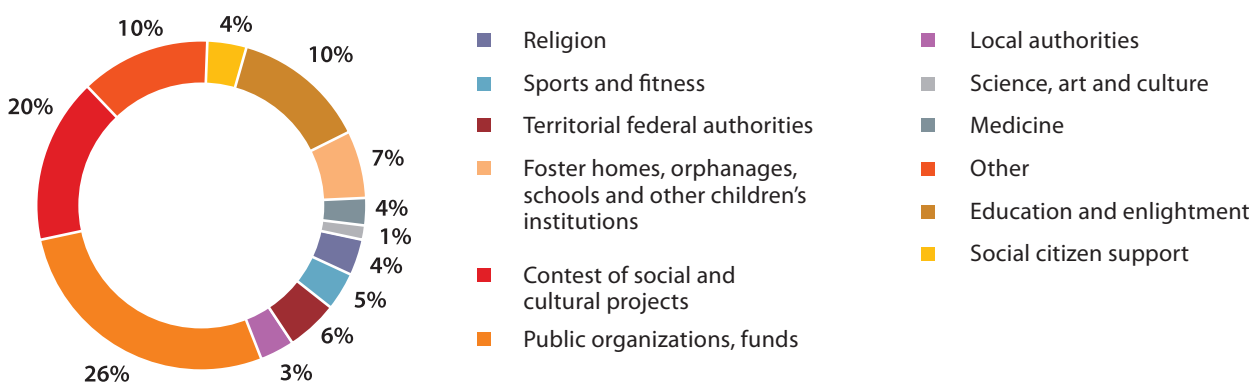 4%
10%
10%
20%
7%
4%
1%
4%
5%
6%
3%
26%
Religion
Sports and fitness
Territorial federal authorities
Foster homes, orphanages,
schools and other children's
institutions
Contest of social and
cultural projects
Public organizations, funds
Local authorities
Science, art and culture
Medicine
Other
Education and enlightment
Social citizen support